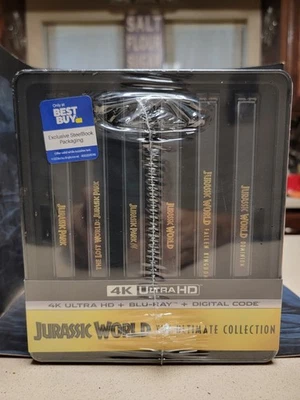 SALT
Only at
BEST
BUY
Exclusive SteelBook
Packaging
JURASSIC PARK
THE LOST WORLD: JURASSIC PARK
JURASSIC PARK III
JURASSIC WORLD
JURASSIC WORLD FALLEN KINGDOM
JURASSIC WORLD DOMINION
4K ULTRA HD
4K ULTRA HD + BLU-RAY + DIGITAL CODE
JURASSIC WORLD ULTIMATE COLLECTION